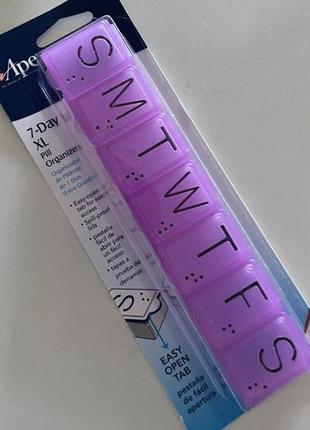 Ape
7-Day
XL
Pill
Organizer
Organizador
de Píldoras
de 7 Días
(Extra Grande)
• Easy-open
tab for easy
access
• Spill-proof
lids
• pestaña
fácil de
abrir para
un fácil
acceso
• tapas a
prueba de
derrames
S
M
T
W
T
F
S
S
EASY
OPEN
TAB
pestaña
de fácil
apertura